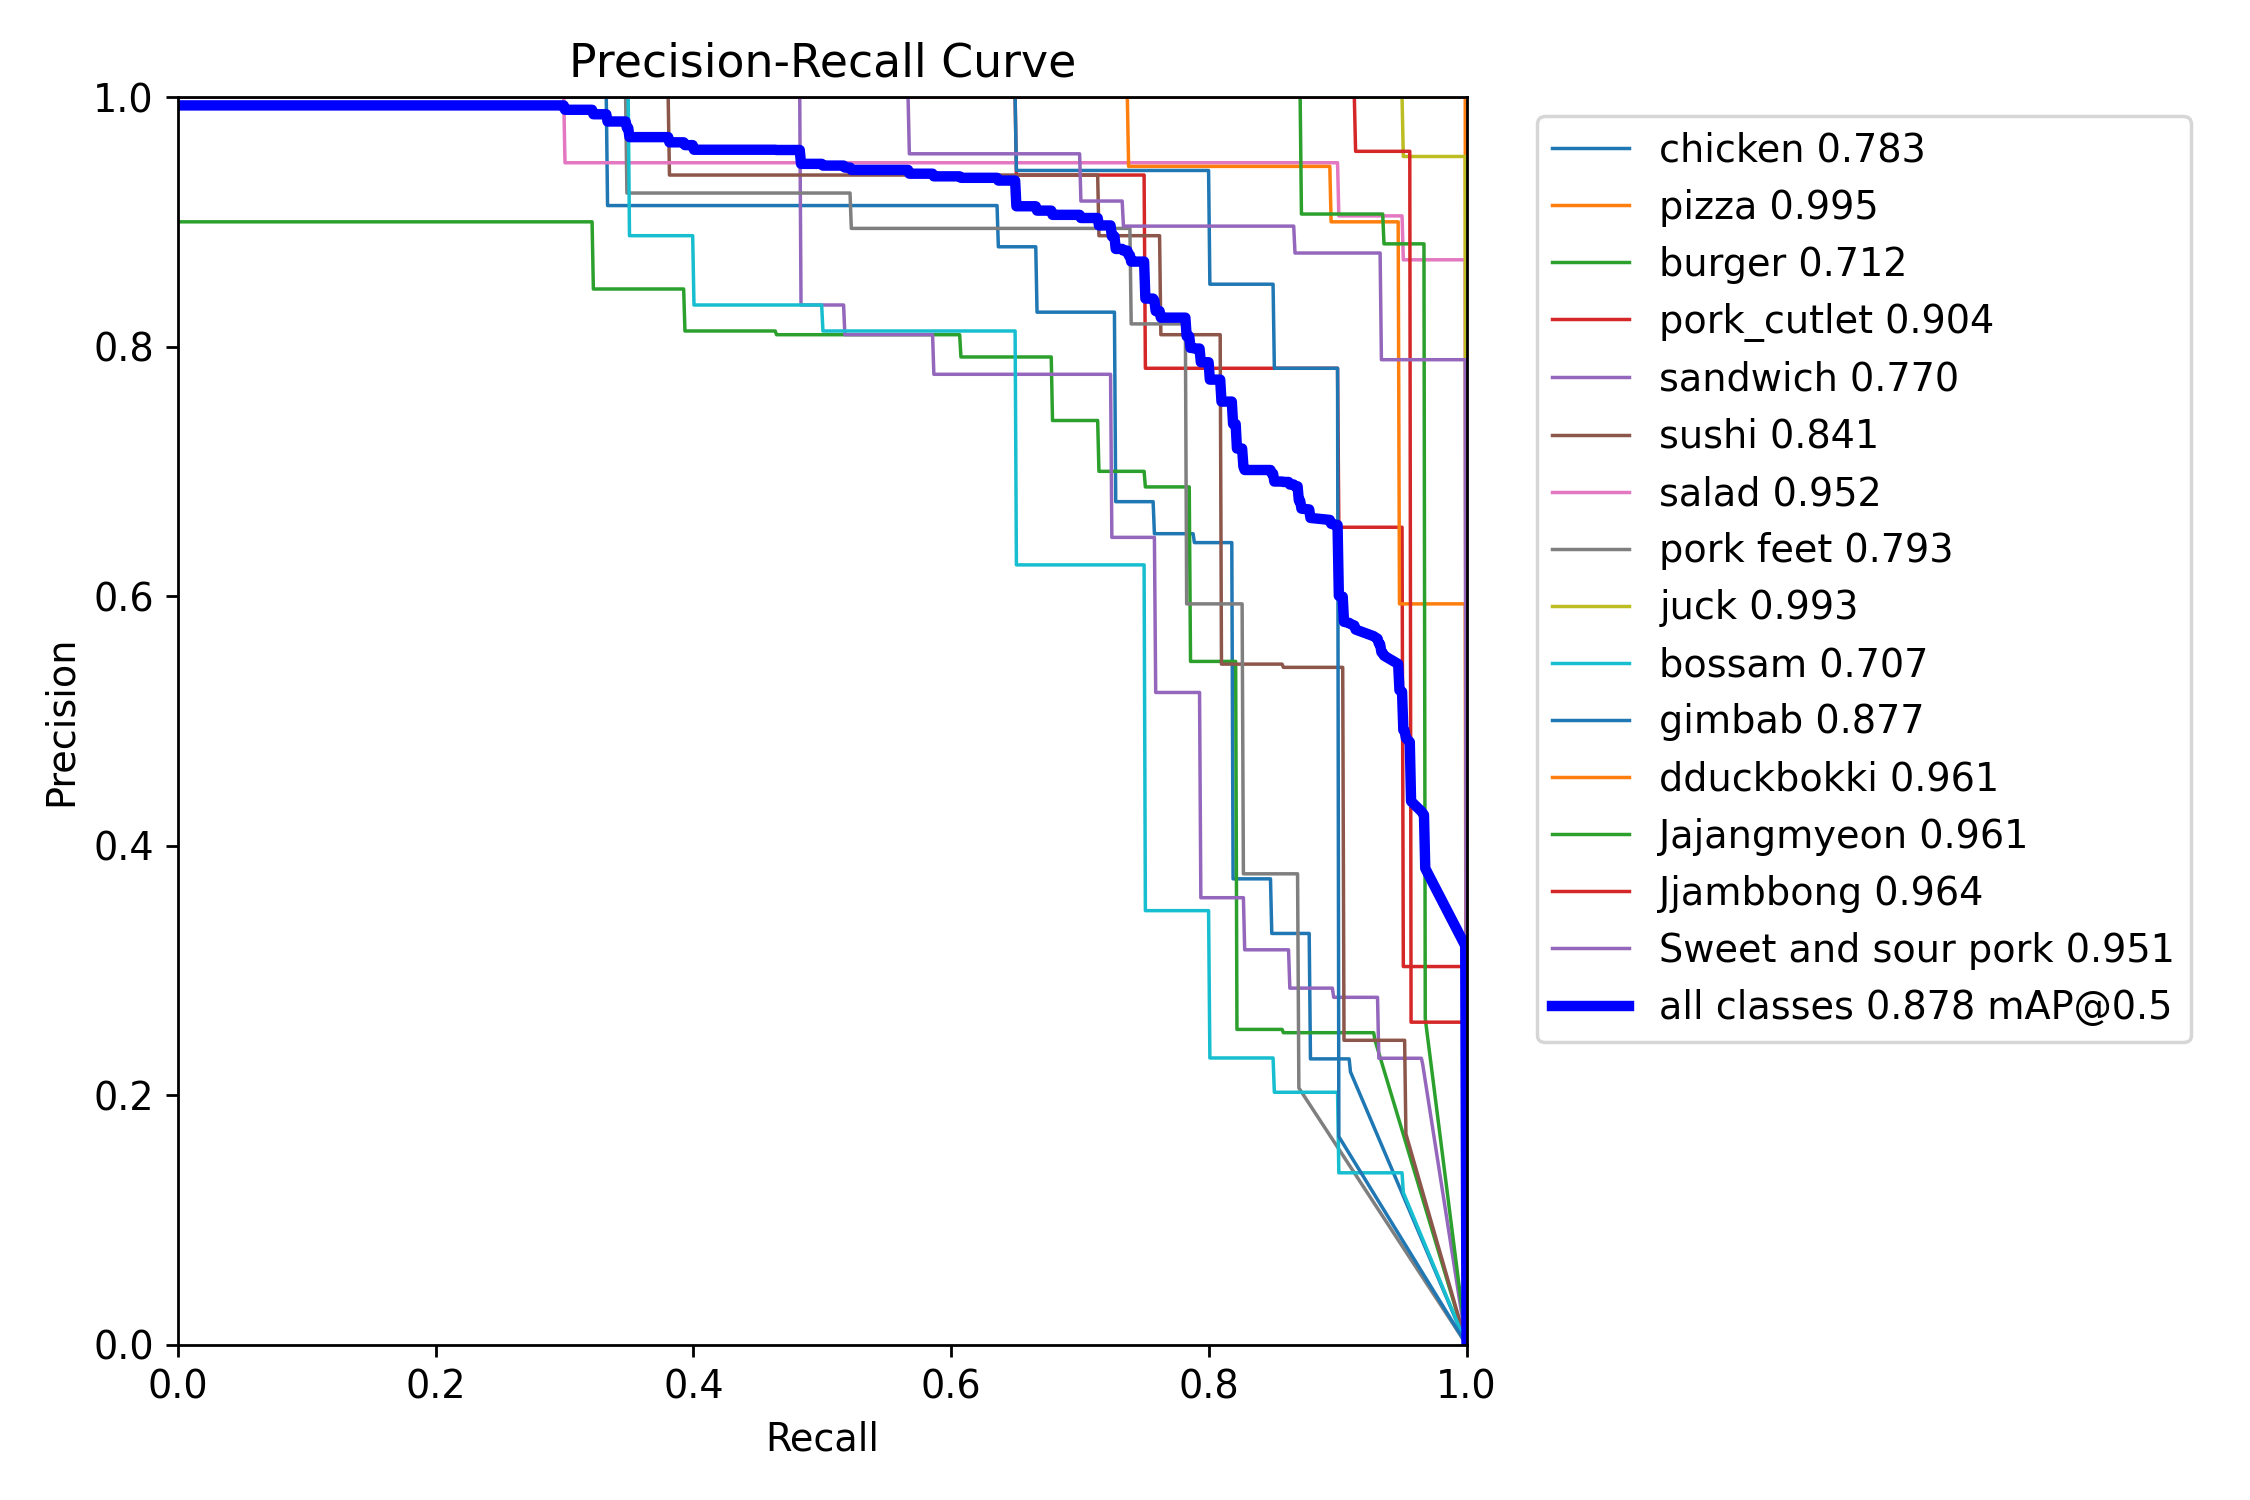 Precision-Recall Curve
1.0
0.8
0.6
0.4
0.2
0.0
Precision
0.0 0.2 0.4 0.6 0.8 1.0
Recall
chicken 0.783
pizza 0.995
burger 0.712
pork_cutlet 0.904
sandwich 0.770
sushi 0.841
salad 0.952
pork feet 0.793
juck 0.993
bossam 0.707
gimbab 0.877
dduckbokki 0.961
Jajangmyeon 0.961
Jjambbong 0.964
Sweet and sour pork 0.951
all classes 0.878 mAP@0.5